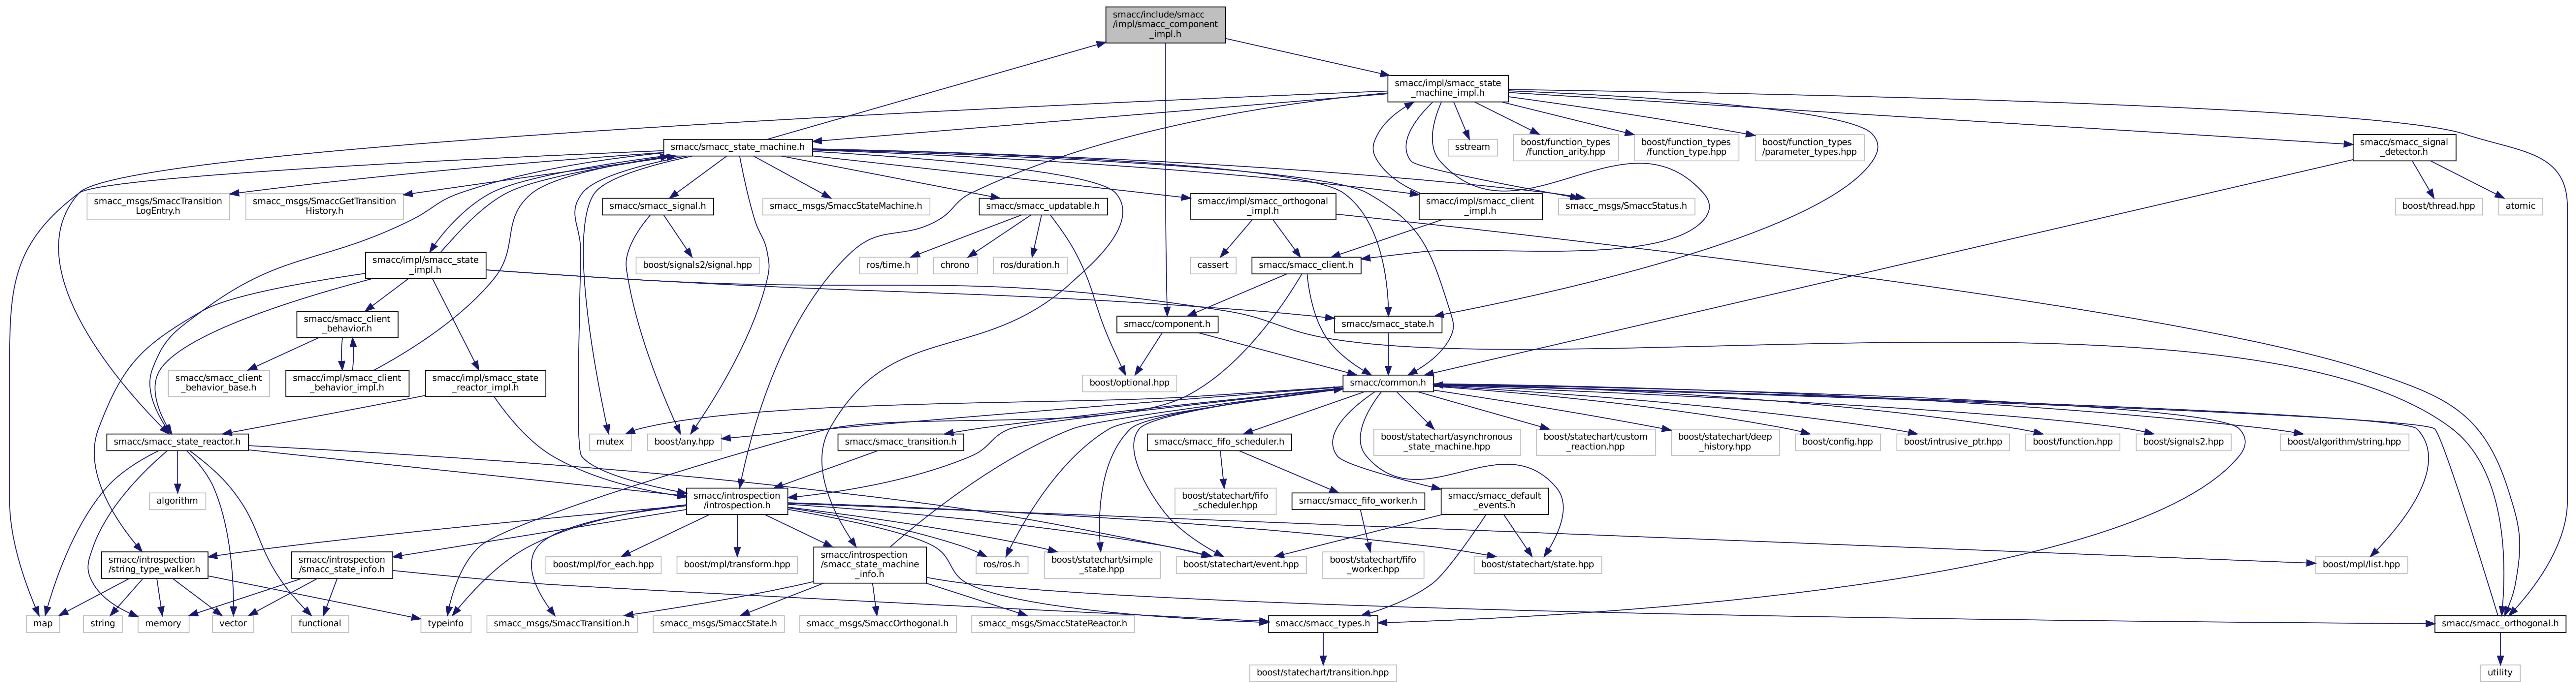 smacc/include/smacc
/impl/smacc_component
_impl.h
smacc/impl/smacc_state
_machine_impl.h
smacc/smacc_state_machine.h
sstream
boost/function_types
/function_arity.hpp
boost/function_types
/function_type.hpp
boost/function_types
/parameter_types.hpp
smacc/smacc_signal
_detector.h
smacc_msgs/SmaccTransition
LogEntry.h
smacc_msgs/SmaccGetTransition
History.h
smacc/smacc_signal.h
smacc_msgs/SmaccStateMachine.h
smacc/smacc_updatable.h
smacc/impl/smacc_orthogonal
_impl.h
smacc/impl/smacc_client
_impl.h
smacc_msgs/SmaccStatus.h
boost/thread.hpp
atomic
smacc/impl/smacc_state
_impl.h
boost/signals2/signal.hpp
ros/time.h
chrono
ros/duration.h
cassert
smacc/smacc_client.h
smacc/smacc_client
_behavior.h
smacc/component.h
smacc/smacc_state.h
smacc/smacc_client
_behavior_base.h
smacc/impl/smacc_client
_behavior_impl.h
smacc/impl/smacc_state
_reactor_impl.h
boost/optional.hpp
smacc/common.h
smacc/smacc_state_reactor.h
mutex
boost/any.hpp
smacc/smacc_transition.h
smacc/smacc_fifo_scheduler.h
boost/statechart/asynchronous
_state_machine.hpp
boost/statechart/custom
_reaction.hpp
boost/statechart/deep
_history.hpp
boost/config.hpp
boost/intrusive_ptr.hpp
boost/function.hpp
boost/signals2.hpp
boost/algorithm/string.hpp
algorithm
smacc/introspection
/introspection.h
boost/statechart/fifo
_scheduler.hpp
smacc/smacc_fifo_worker.h
smacc/smacc_default
_events.h
smacc/introspection
/string_type_walker.h
smacc/introspection
/smacc_state_info.h
boost/mpl/for_each.hpp
boost/mpl/transform.hpp
smacc/introspection
/smacc_state_machine
_info.h
ros/ros.h
boost/statechart/simple
_state.hpp
boost/statechart/event.hpp
boost/statechart/fifo
_worker.hpp
boost/statechart/state.hpp
boost/mpl/list.hpp
map
string
memory
vector
functional
typeinfo
smacc_msgs/SmaccTransition.h
smacc_msgs/SmaccState.h
smacc_msgs/SmaccOrthogonal.h
smacc_msgs/SmaccStateReactor.h
smacc/smacc_types.h
smacc/smacc_orthogonal.h
boost/statechart/transition.hpp
utility